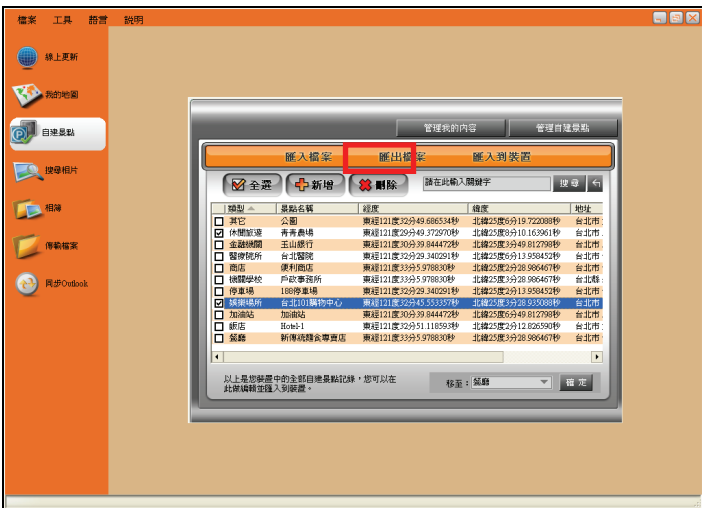 檔案 工具 語言 說明
線上更新
我的地圖
自建景點
搜尋相片
相簿
傳輸檔案
同步Outlook
管理我的內容 管理自建景點
匯入檔案 匯出檔案 匯入到裝置
全選 新增 刪除 請在此輸入關鍵字 搜尋
類型 景點名稱 經度 緯度 地址
其它 公園 東經121度32分49.686534秒 北緯25度6分19.722088秒 台北市
休閒旅遊 青青農場 東經121度29分49.372970秒 北緯25度8分10.163961秒 台北市
金融機關 玉山銀行 東經121度30分39.844472秒 北緯25度3分49.812798秒 台北市
醫療院所 台北醫院 東經121度32分29.340291秒 北緯25度6分13.958452秒 台北市
商店 便利商店 東經121度33分5.978830秒 北緯25度2分28.986467秒 台北市
機關學校 戶政事務所 東經121度33分5.978830秒 北緯25度3分28.986467秒 台北縣
停車場 188停車場 東經121度32分29.340291秒 北緯25度2分13.958452秒 台北市
娛樂場所 台北101購物中心 東經121度32分45.553357秒 北緯25度3分28.935088秒 台北市
加油站 加油站 東經121度30分39.844472秒 北緯25度6分49.812798秒 台北市
飯店 Hotel-1 東經121度32分51.118593秒 北緯25度2分12.826590秒 台北市
餐廳 新傳統麵食專賣店 東經121度33分5.978830秒 北緯25度3分28.986467秒 台北市
以上是您裝置中的全部自建景點記錄，您可以在
此做編輯並匯入到裝置。
移至：餐廳 確定